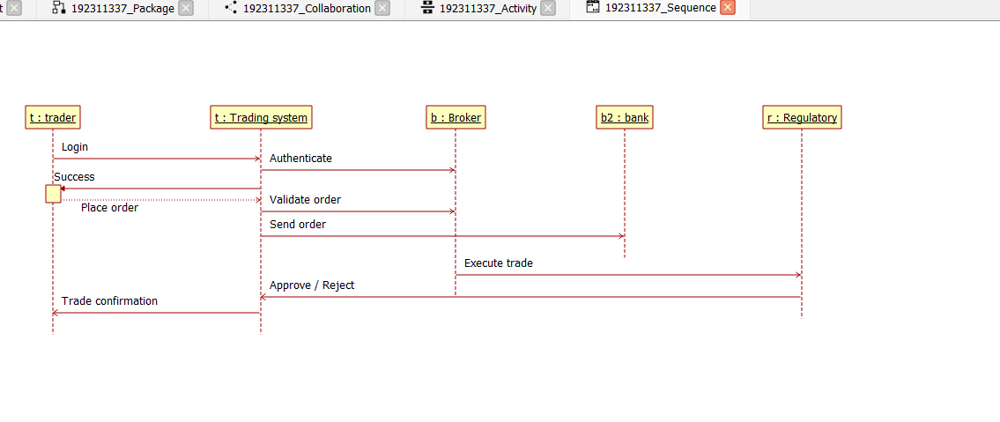 t
192311337_Package
192311337_Collaboration
192311337_Activity
192311337_Sequence
t : trader
t : Trading system
b : Broker
b2 : bank
r : Regulatory
Login
Authenticate
Success
Place order
Validate order
Send order
Execute trade
Approve / Reject
Trade confirmation